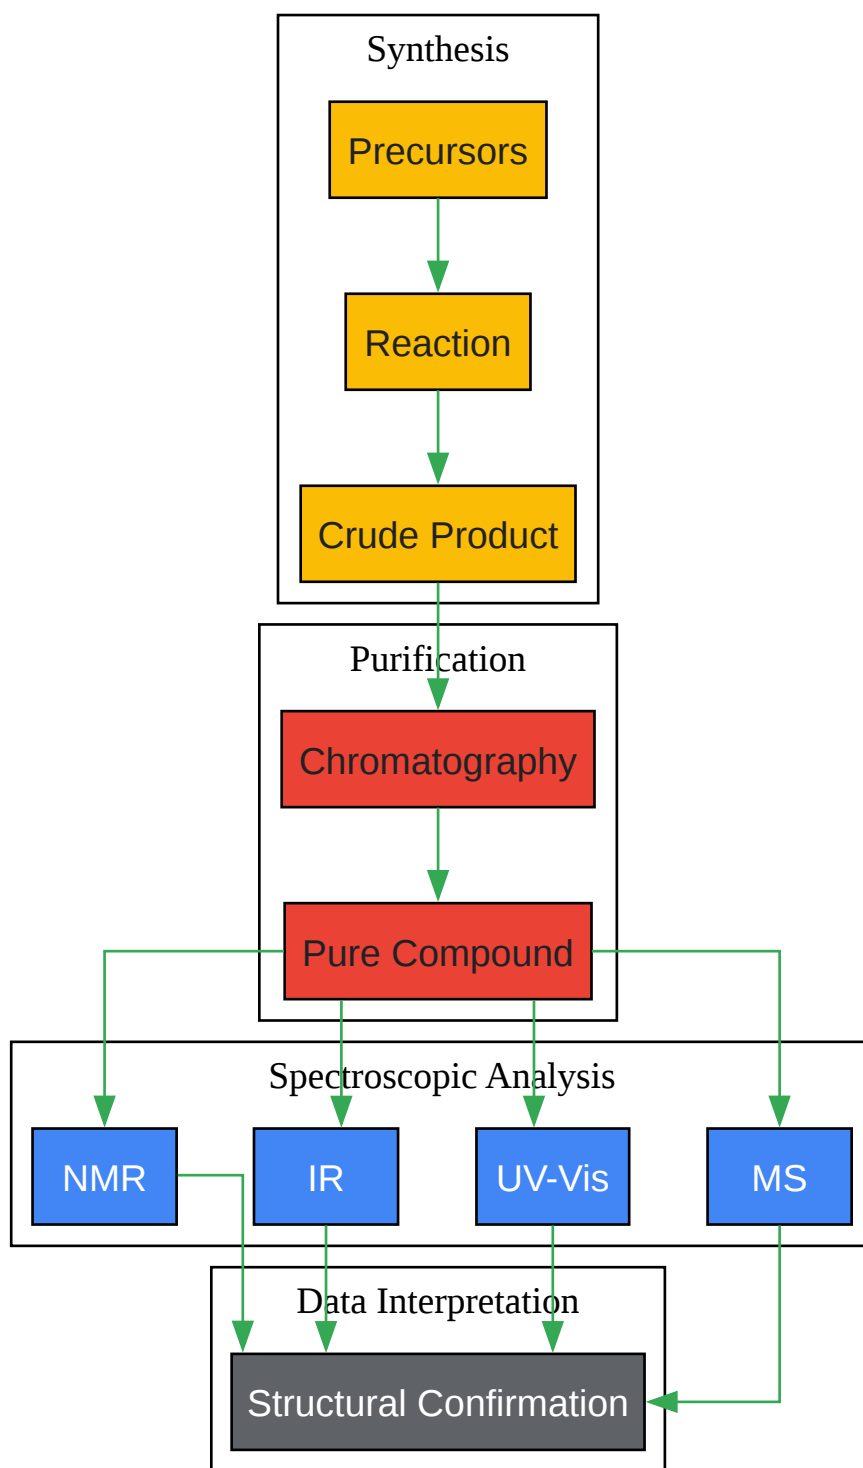 Synthesis
Precursors
Reaction
Crude Product
Purification
Chromatography
Pure Compound
Spectroscopic Analysis
NMR
IR
UV-Vis
MS
Data Interpretation
Structural Confirmation